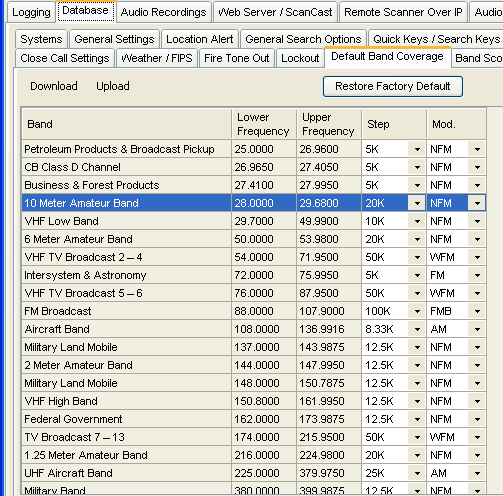 Logging Database Audio Recordings Web Server / ScanCast Remote Scanner Over IP Audio
Systems General Settings Location Alert General Search Options Quick Keys / Search Keys
Close Call Settings Weather / FIPS Fire Tone Out Lockout Default Band Coverage Band Sco
Download Upload Restore Factory Default
Band Lower Frequency Upper Frequency Step Mod.
Petroleum Products & Broadcast Pickup 25.0000 26.9600 5K NFM
CB Class D Channel 26.9650 27.4050 5K NFM
Business & Forest Products 27.4100 27.9950 5K NFM
10 Meter Amateur Band 28.0000 29.6800 20K NFM
VHF Low Band 29.7000 49.9900 10K NFM
6 Meter Amateur Band 50.0000 53.9800 20K NFM
VHF TV Broadcast 2 – 4 54.0000 71.9500 50K WFM
Intersystem & Astronomy 72.0000 75.9950 5K FM
VHF TV Broadcast 5 – 6 76.0000 87.9500 50K WFM
FM Broadcast 88.0000 107.9000 100K FMB
Aircraft Band 108.0000 136.9916 8.33K AM
Military Land Mobile 137.0000 143.9875 12.5K NFM
2 Meter Amateur Band 144.0000 147.9950 12.5K NFM
Military Land Mobile 148.0000 150.7875 12.5K NFM
VHF High Band 150.8000 161.9950 12.5K NFM
Federal Government 162.0000 173.9875 12.5K NFM
TV Broadcast 7 – 13 174.0000 215.9500 50K WFM
1.25 Meter Amateur Band 216.0000 224.9800 20K NFM
UHF Aircraft Band 225.0000 379.9750 25K AM
Military Band 380.0000 399.9875 12.5K NFM